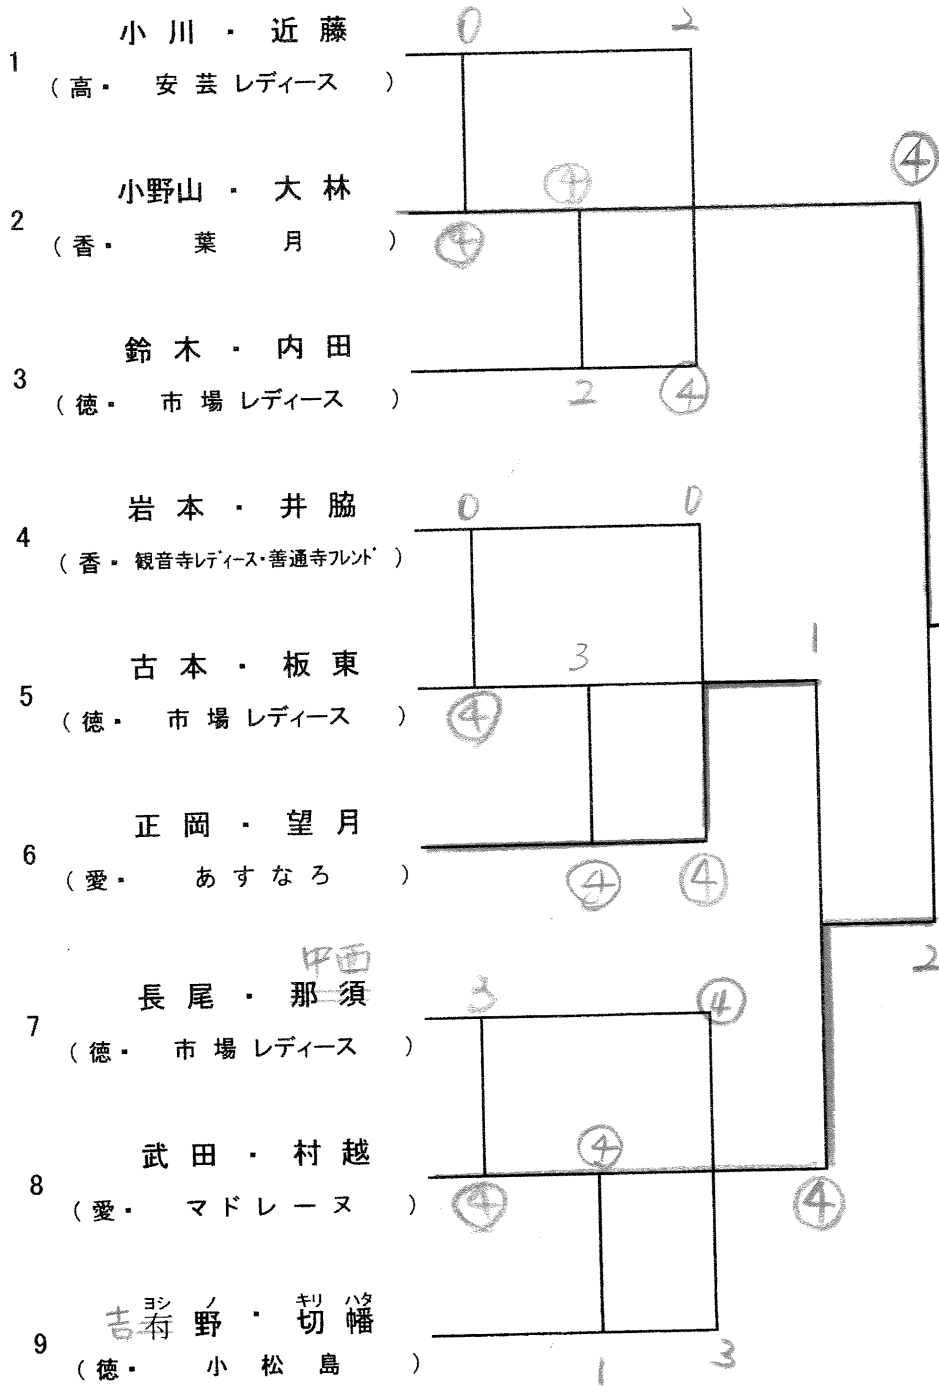 小川・近藤 0 2
1
（高・ 安芸レディース ）
④
小野山・大林 ④
2
（香・ 葉月 ） ④
鈴木・内田
3
（徳・ 市場レディース ） 2 ④
岩本・井脇 0 0
4
（香・観音寺レディース・善通寺フレンド）
古本・板東 3 1
5
（徳・ 市場レディース ） ④
正岡・望月
6
（愛・ あすなろ ） ④ ④
中西 2
長尾・那須 3 ④
7
（徳・ 市場レディース ）
武田・村越 ④
8
（愛・ マドレーヌ ） ④ ④
ヨシ ノ キリ ハタ
吉 有野・切幡
9
（徳・ 小松島 ） 1 3